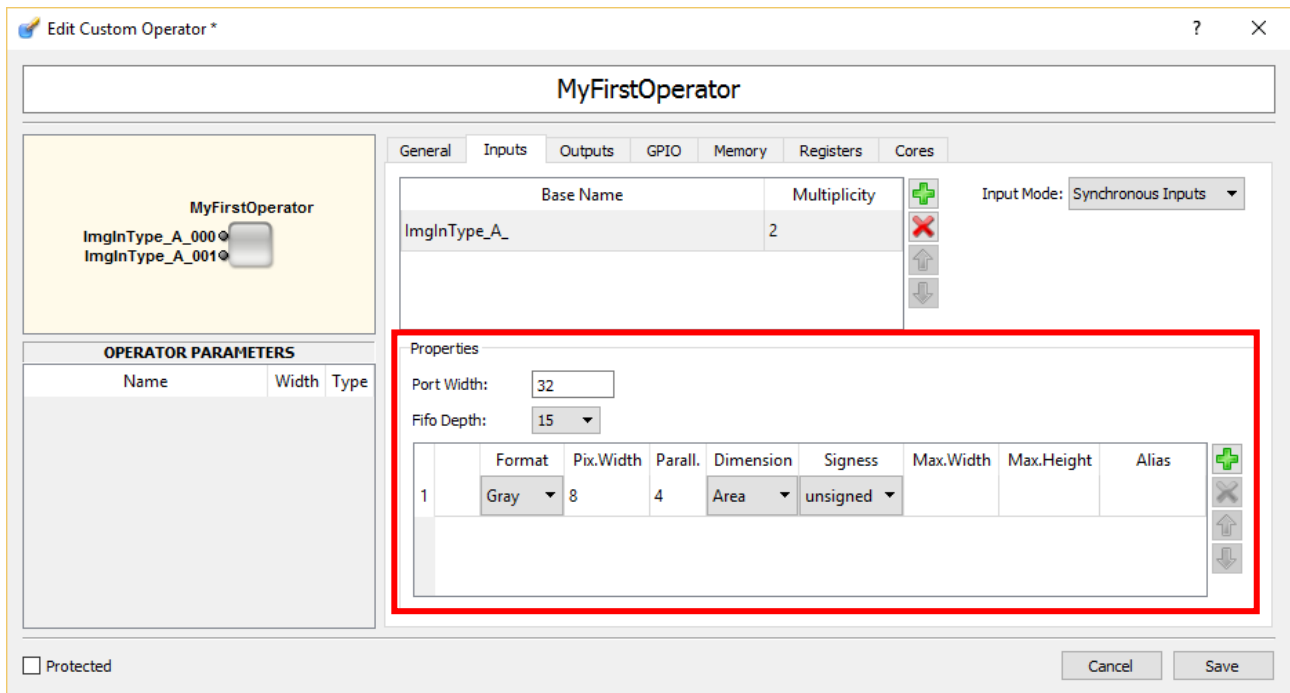 Edit Custom Operator *
?
MyFirstOperator
MyFirstOperator
ImgInType_A_000
ImgInType_A_001
OPERATOR PARAMETERS
Name Width Type
General Inputs Outputs GPIO Memory Registers Cores
Base Name Multiplicity
ImgInType_A_ 2
Input Mode: Synchronous Inputs
Properties
Port Width: 32
Fifo Depth: 15
Format Pix.Width Parall. Dimension Signess Max.Width Max.Height Alias
1 Gray 8 4 Area unsigned
Protected
Cancel Save